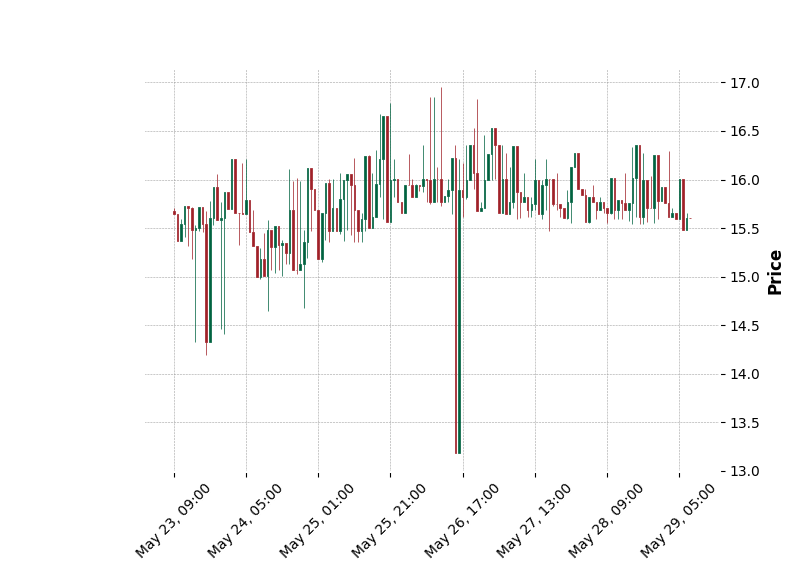 17.0
16.5
16.0
15.5
15.0
14.5
14.0
13.5
13.0
Price
May 23, 09:00
May 24, 05:00
May 25, 01:00
May 25, 21:00
May 26, 17:00
May 27, 13:00
May 28, 09:00
May 29, 05:00